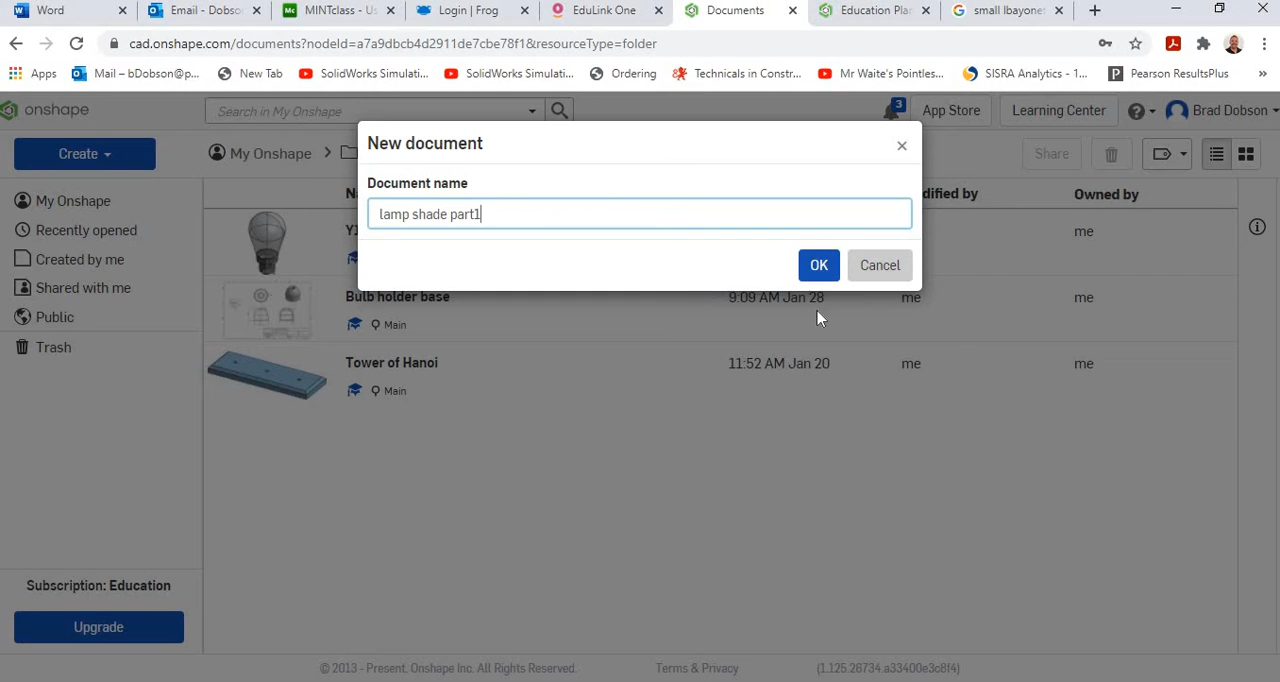 Word
Email - Dobso
MINTclass - Us
Login | Frog
EduLink One
Documents
Education Plan
small lbayone
cad.onshape.com/documents?nodeId=a7a9dbcb4d2911de7cbe78f1&resourceType=folder
Apps
Mail – bDobson@p...
New Tab
SolidWorks Simulati...
SolidWorks Simulati...
Ordering
Technicals in Constr...
Mr Waite's Pointles...
SISRA Analytics - 1...
Pearson ResultsPlus
»
onshape
Search in My Onshape
3
App Store
Learning Center
Brad Dobson
Create
My Onshape
Share
New document
Document name
lamp shade part1
OK
Cancel
My Onshape
Recently opened
Created by me
Shared with me
Public
Trash
Na
dified by
Owned by
me
Bulb holder base
9:09 AM Jan 28
me
me
Main
Tower of Hanoi
11:52 AM Jan 20
me
me
Main
Subscription: Education
Upgrade
© 2013 - Present, Onshape Inc. All Rights Reserved.
Terms & Privacy
(1.125.26734.a33400e3c6f4)